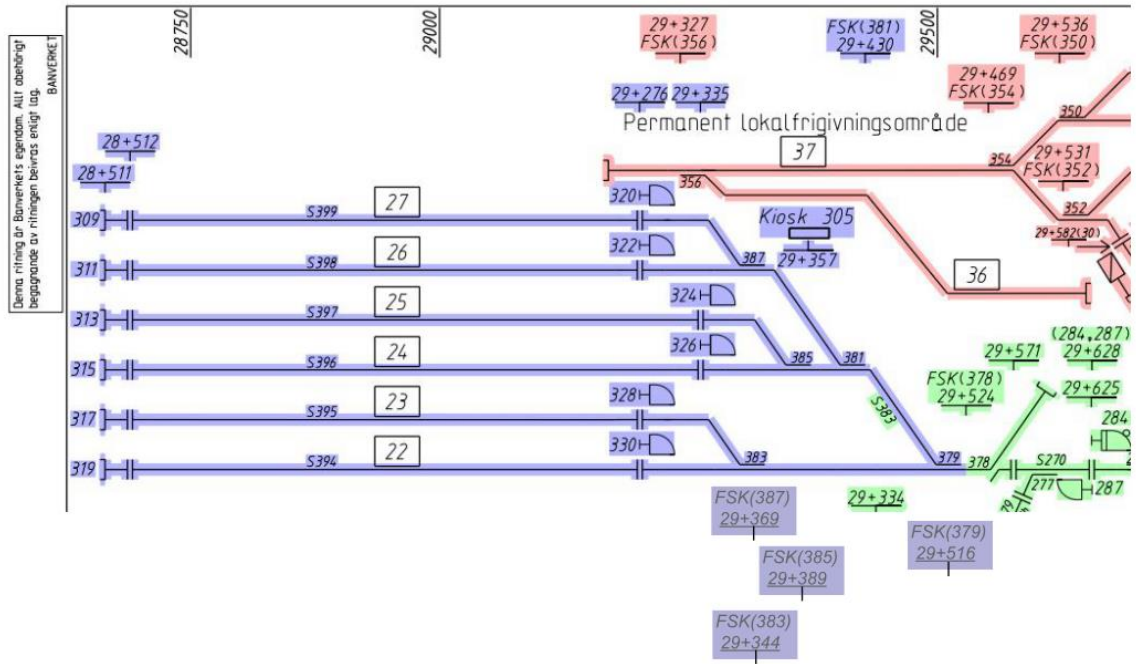 Denna ritning är Banverkets egendom. Allt obehörigt
begagnande av ritningen beivras enligt lag.
BANVERKET
28750
29000
29500
29+327
FSK(356)
FSK(381)
29+430
29+536
FSK(350)
29+469
FSK(354)
29+276
29+335
Permanent lokalfrigivningsområde
28+512
28+511
37
354
350
29+531
FSK(352)
356
352
320
27
S399
309
Kiosk 305
29+357
29+582(30)
322
26
S398
311
387
36
324
25
S397
313
326
24
S396
315
385
381
(284,287)
29+571
29+628
FSK(378)
29+524
29+625
328
23
S395
317
S383
284
330
22
S394
319
383
379
378
S270
277
287
79
29+334
FSK(387)
29+369
FSK(379)
29+516
FSK(385)
29+389
FSK(383)
29+344